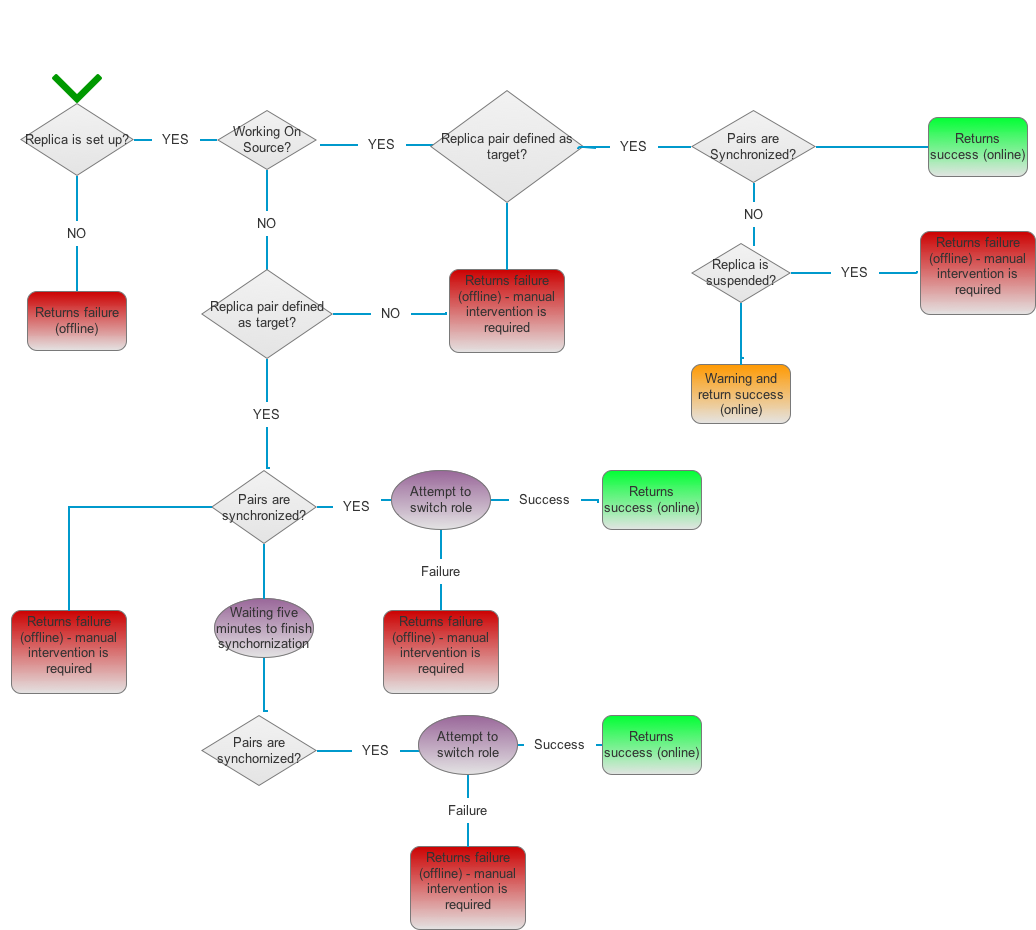 Replica is set up?
YES
Working On
Source?
YES
Replica pair defined as
target?
YES
Pairs are
Synchronized?
Returns
success (online)
NO
NO
NO
Replica is
suspended?
YES
Returns failure
(offline) - manual
intervention is
required
Returns failure
(offline)
Replica pair defined
as target?
NO
Returns failure
(offline) - manual
intervention is
required
Warning and
return success
(online)
YES
Pairs are
synchronized?
YES
Attempt to
switch role
Success
Returns
success (online)
Failure
Returns failure
(offline) - manual
intervention is
required
Waiting five
minutes to finish
synchornization
Returns failure
(offline) - manual
intervention is
required
Pairs are
synchornized?
YES
Attempt to
switch role
Success
Returns
success (online)
Failure
Returns failure
(offline) - manual
intervention is
required